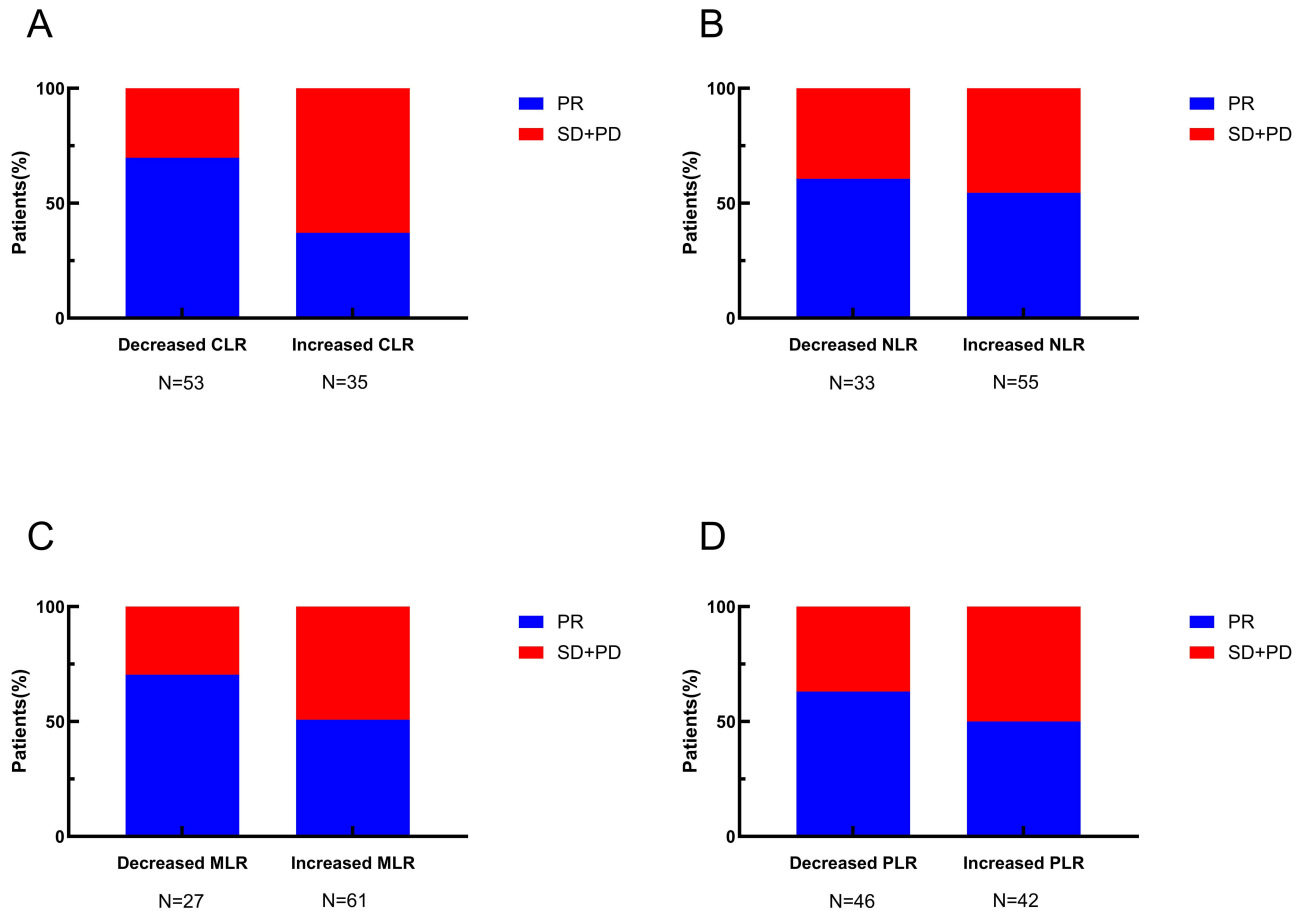 A
Patients(%)
100
50
0
PR
SD+PD
Decreased CLR Increased CLR
N=53 N=35
B
Patients(%)
100
50
0
PR
SD+PD
Decreased NLR Increased NLR
N=33 N=55
C
Patients(%)
100
50
0
PR
SD+PD
Decreased MLR Increased MLR
N=27 N=61
D
Patients(%)
100
50
0
PR
SD+PD
Decreased PLR Increased PLR
N=46 N=42